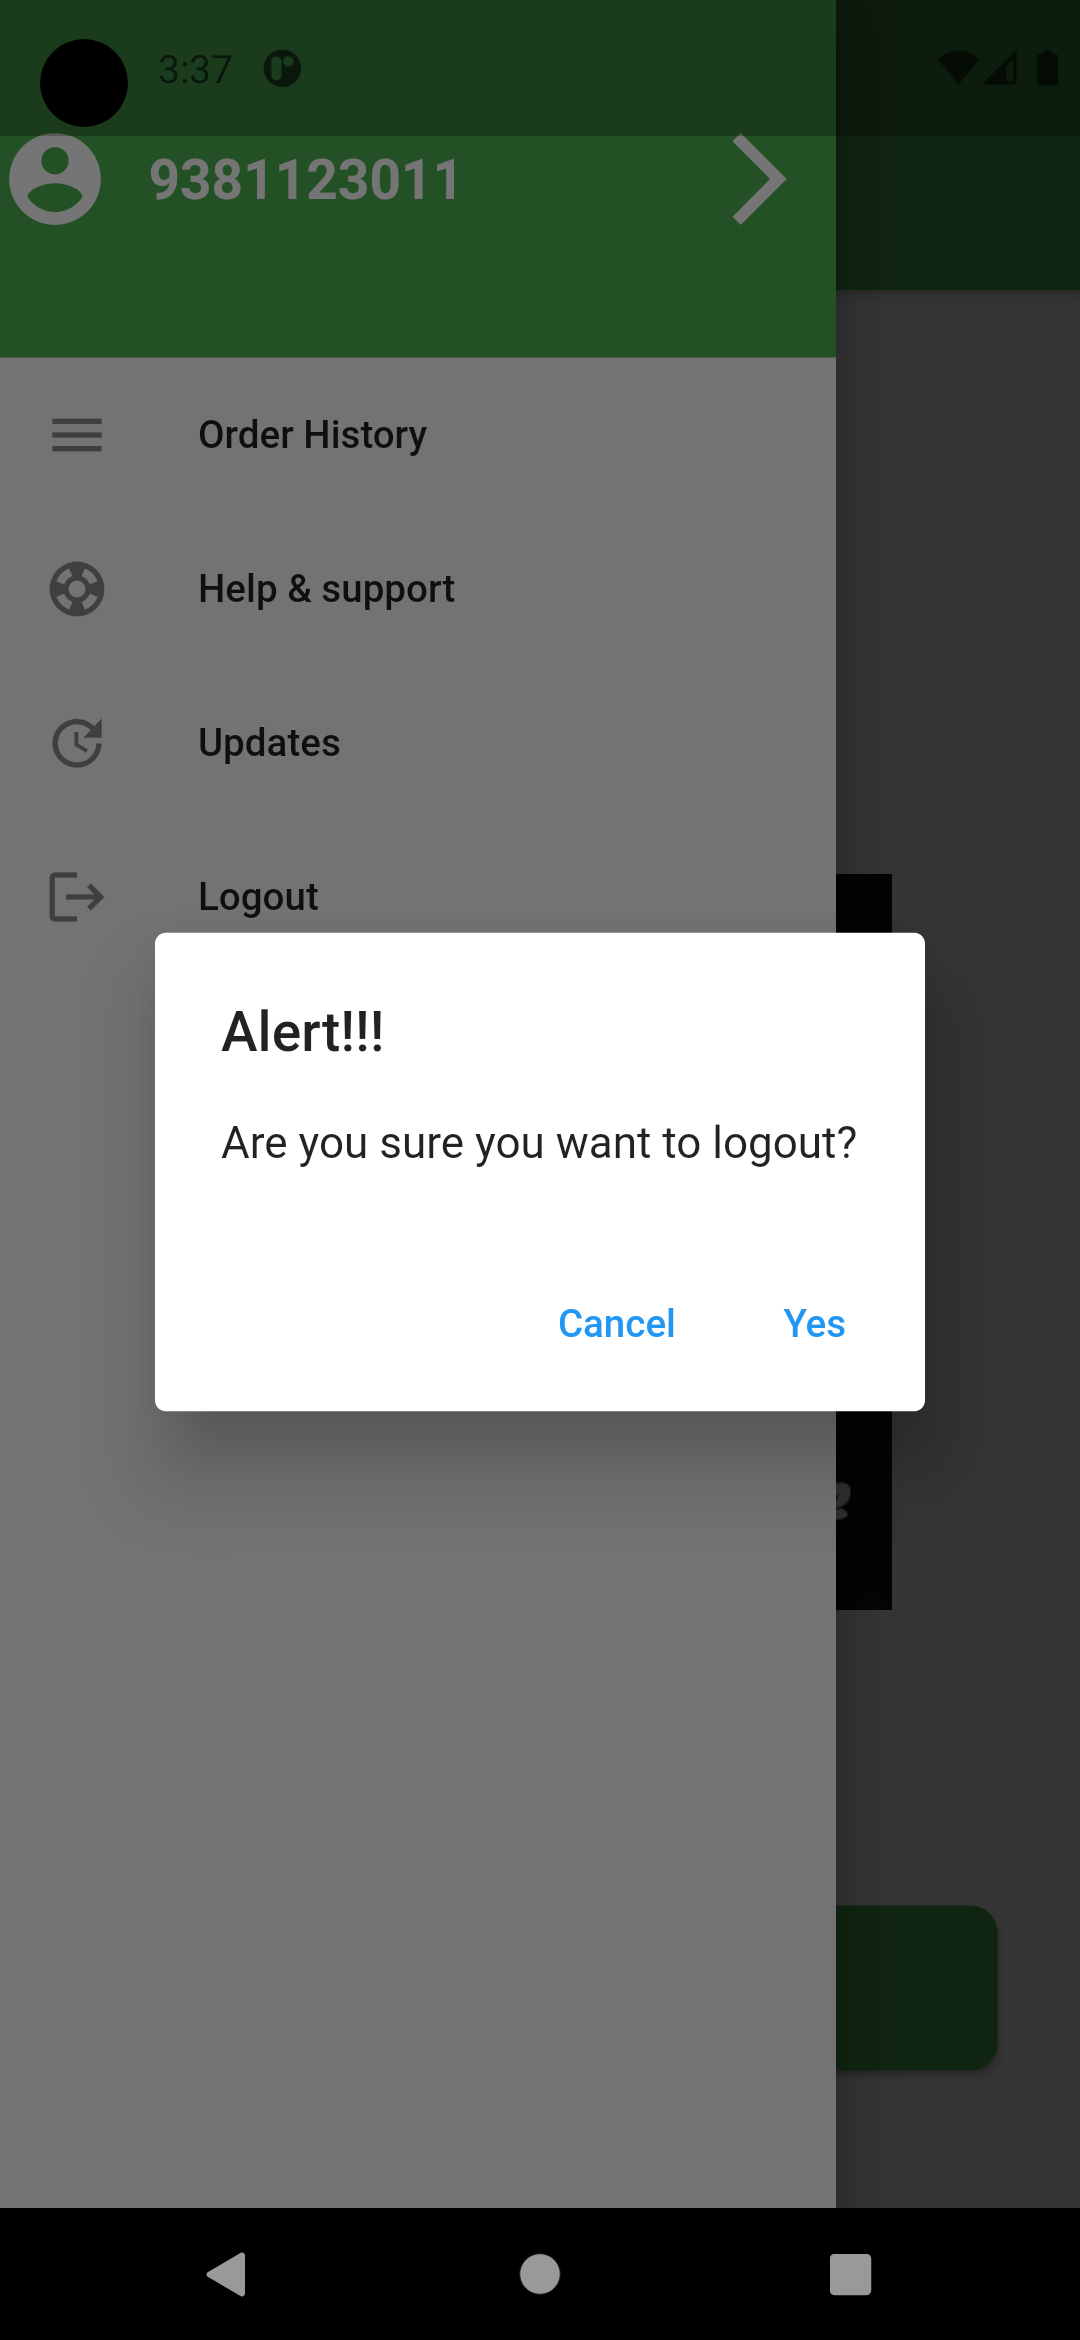 3:37
9381123011
Order History
Help & support
Updates
Logout
Alert!!!
Are you sure you want to logout?
Cancel
Yes